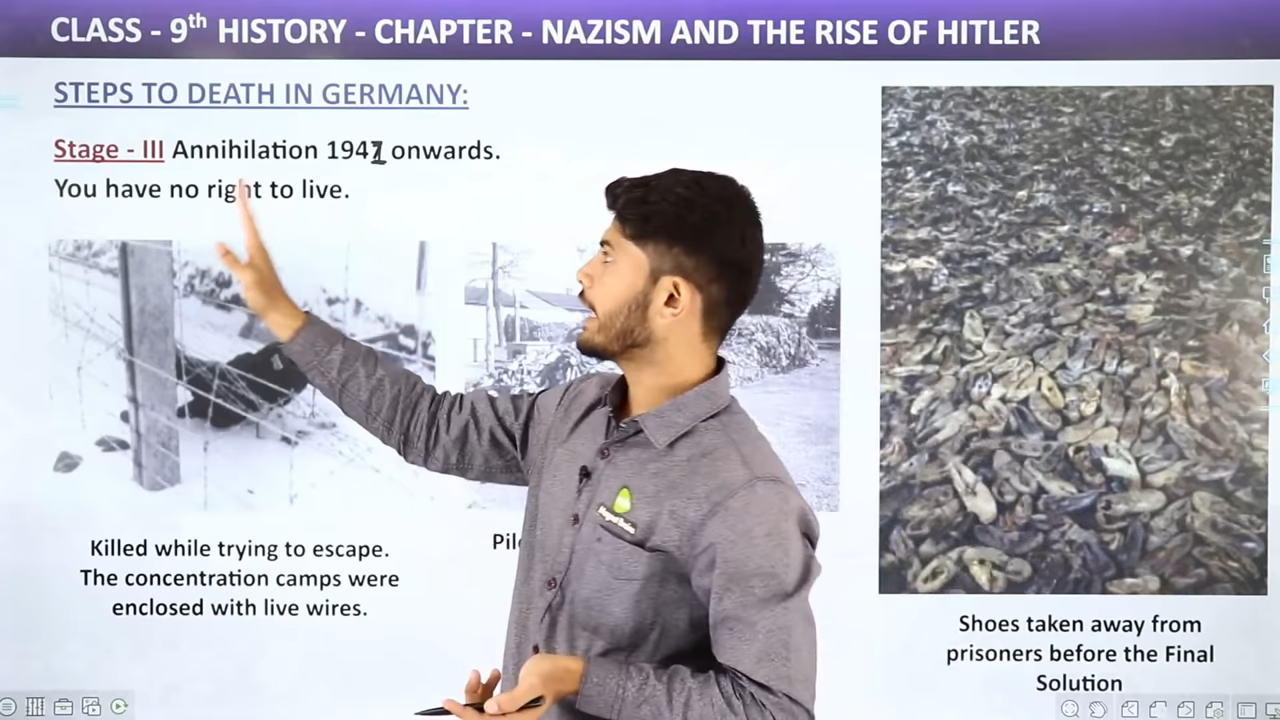 CLASS - 9th HISTORY - CHAPTER - NAZISM AND THE RISE OF HITLER
STEPS TO DEATH IN GERMANY:
Stage - III Annihilation 1941 onwards.
You have no right to live.
Killed while trying to escape.
The concentration camps were
enclosed with live wires.
Shoes taken away from
prisoners before the Final
Solution